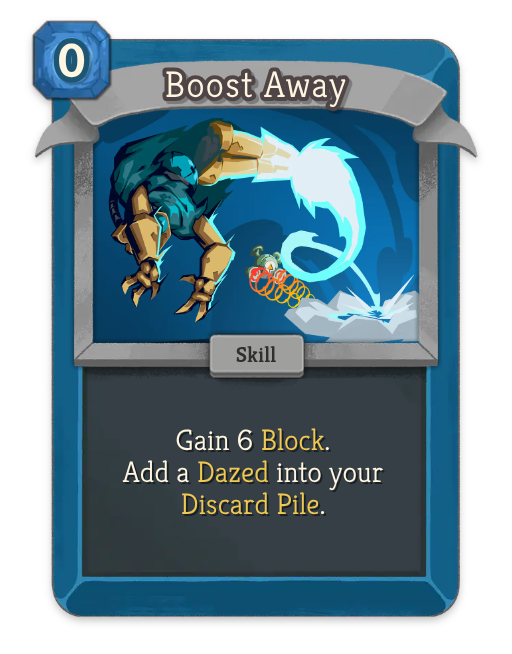 0
Boost Away
Skill
Gain 6 Block.
Add a Dazed into your
Discard Pile.